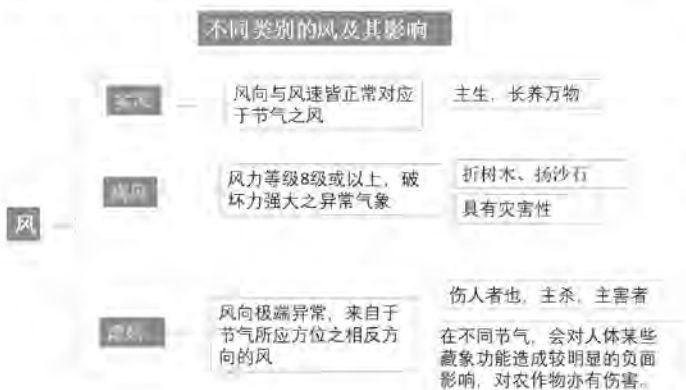 不同类别的风及其影响
风
实风
风向与风速皆正常对应
于节气之风
主生，长养万物
风力等级8级或以上，破
坏力强大之异常气象
折树木、扬沙石
具有灾害性
风向极端异常，来自于
节气所应方位之相反方
向的风
伤人者也，主杀，主害者
在不同节气，会对人体某些
藏象功能造成较明显的负面
影响，对农作物亦有伤害。